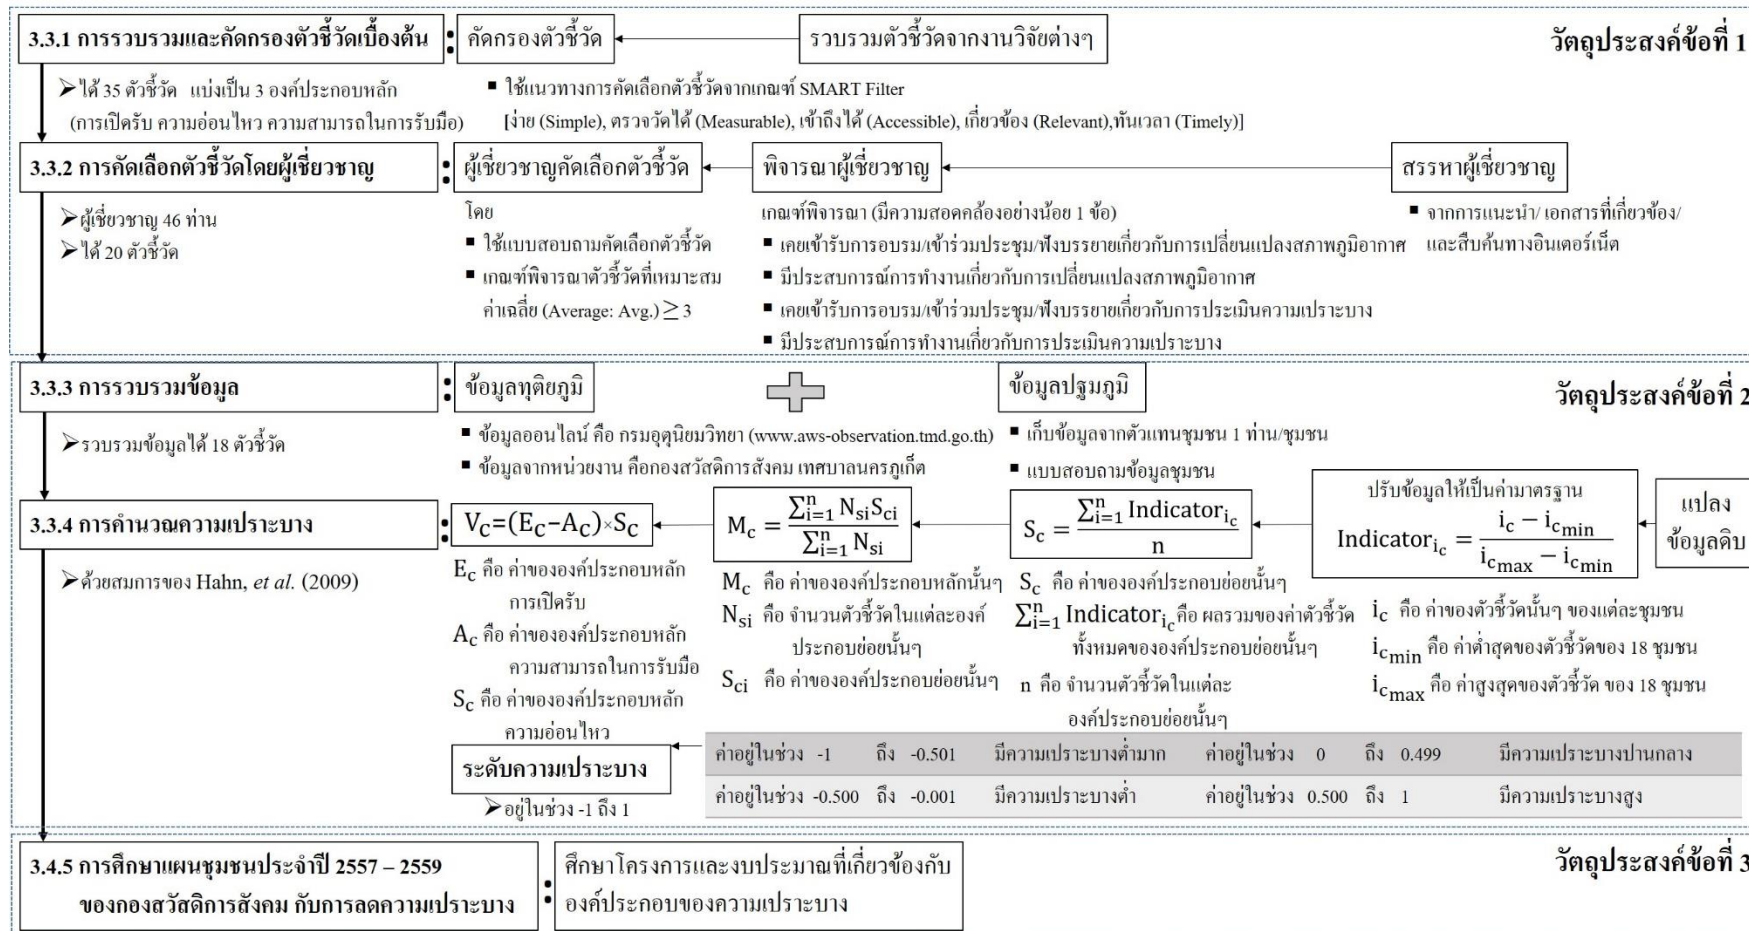 3.3.1 การรวบรวมและคัดกรองตัวชี้วัดเบื้องต้น : คัดกรองตัวชี้วัด รวบรวมตัวชี้วัดจากงานวิจัยต่างๆ วัตถุประสงค์ข้อที่ 1
➢ได้ 35 ตัวชี้วัด แบ่งเป็น 3 องค์ประกอบหลัก
(การเปิดรับ ความอ่อนไหว ความสามารถในการรับมือ)
▪ ใช้แนวทางการคัดเลือกตัวชี้วัดจากเกณฑ์ SMART Filter
[ง่าย (Simple), ตรวจวัดได้ (Measurable), เข้าถึงได้ (Accessible), เกี่ยวข้อง (Relevant),ทันเวลา (Timely)]
3.3.2 การคัดเลือกตัวชี้วัดโดยผู้เชี่ยวชาญ : ผู้เชี่ยวชาญคัดเลือกตัวชี้วัด พิจารณาผู้เชี่ยวชาญ สรรหาผู้เชี่ยวชาญ
➢ผู้เชี่ยวชาญ 46 ท่าน
➢ได้ 20 ตัวชี้วัด
โดย
▪ ใช้แบบสอบถามคัดเลือกตัวชี้วัด
▪ เกณฑ์พิจารณาตัวชี้วัดที่เหมาะสม
ค่าเฉลี่ย (Average: Avg.) ≥ 3
เกณฑ์พิจารณา (มีความสอดคล้องอย่างน้อย 1 ข้อ)
▪ เคยเข้ารับการอบรม/เข้าร่วมประชุม/ฟังบรรยายเกี่ยวกับการเปลี่ยนแปลงสภาพภูมิอากาศ
▪ มีประสบการณ์การทำงานเกี่ยวกับการเปลี่ยนแปลงสภาพภูมิอากาศ
▪ เคยเข้ารับการอบรม/เข้าร่วมประชุม/ฟังบรรยายเกี่ยวกับการประเมินความเปราะบาง
▪ มีประสบการณ์การทำงานเกี่ยวกับการประเมินความเปราะบาง
▪ จากการแนะนำ/ เอกสารที่เกี่ยวข้อง/
และสืบค้นทางอินเตอร์เน็ต
3.3.3 การรวบรวมข้อมูล : ข้อมูลทุติยภูมิ ข้อมูลปฐมภูมิ วัตถุประสงค์ข้อที่ 2
➢รวบรวมข้อมูลได้ 18 ตัวชี้วัด
▪ ข้อมูลออนไลน์ คือ กรมอุตุนิยมวิทยา (www.aws-observation.tmd.go.th)
▪ ข้อมูลจากหน่วยงาน คือกองสวัสดิการสังคม เทศบาลนครภูเก็ต
▪ เก็บข้อมูลจากตัวแทนชุมชน 1 ท่าน/ชุมชน
▪ แบบสอบถามข้อมูลชุมชน
3.3.4 การคำนวณความเปราะบาง : V_C=(E_C−A_C)×S_C
M_c = ∑_{i=1}^{n} N_{si}S_{ci} / ∑_{i=1}^{n} N_{si}
S_c = ∑_{i=1}^{n} Indicator_{i_c} / n
ปรับข้อมูลให้เป็นค่ามาตรฐาน
Indicator_{i_c} = (i_c − i_{c_min}) / (i_{c_max} − i_{c_min})
แปลง
ข้อมูลดิบ
➢ด้วยสมการของ Hahn, et al. (2009)
E_c คือ ค่าขององค์ประกอบหลัก
การเปิดรับ
A_c คือ ค่าขององค์ประกอบหลัก
ความสามารถในการรับมือ
S_c คือ ค่าขององค์ประกอบหลัก
ความอ่อนไหว
M_c คือ ค่าขององค์ประกอบหลักนั้นๆ
N_{si} คือ จำนวนตัวชี้วัดในแต่ละองค์
ประกอบย่อยนั้นๆ
S_{ci} คือ ค่าขององค์ประกอบย่อยนั้นๆ
S_c คือ ค่าขององค์ประกอบย่อยนั้นๆ
∑_{i=1}^{n} Indicator_{i_c} คือ ผลรวมของค่าตัวชี้วัด
ทั้งหมดขององค์ประกอบย่อยนั้นๆ
n คือ จำนวนตัวชี้วัดในแต่ละ
องค์ประกอบย่อยนั้นๆ
i_c คือ ค่าของตัวชี้วัดนั้นๆ ของแต่ละชุมชน
i_{c_min} คือ ค่าต่ำสุดของตัวชี้วัดของ 18 ชุมชน
i_{c_max} คือ ค่าสูงสุดของตัวชี้วัด ของ 18 ชุมชน
ระดับความเปราะบาง
➢อยู่ในช่วง -1 ถึง 1
ค่าอยู่ในช่วง -1 ถึง -0.501 มีความเปราะบางต่ำมาก ค่าอยู่ในช่วง 0 ถึง 0.499 มีความเปราะบางปานกลาง
ค่าอยู่ในช่วง -0.500 ถึง -0.001 มีความเปราะบางต่ำ ค่าอยู่ในช่วง 0.500 ถึง 1 มีความเปราะบางสูง
3.4.5 การศึกษาแผนชุมชนประจำปี 2557 – 2559
ของกองสวัสดิการสังคม กับการลดความเปราะบาง
: ศึกษาโครงการและงบประมาณที่เกี่ยวข้องกับ
องค์ประกอบของความเปราะบาง
วัตถุประสงค์ข้อที่ 3